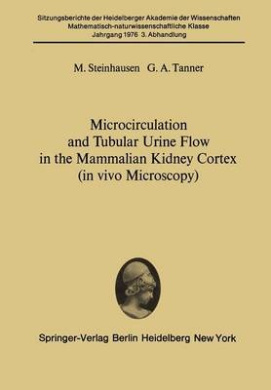 Sitzungsberichte der Heidelberger Akademie der Wissenschaften
Mathematisch-naturwissenschaftliche Klasse
Jahrgang 1976 3. Abhandlung
M. Steinhausen G. A. Tanner
Microcirculation
and Tubular Urine Flow
in the Mammalian Kidney Cortex
(in vivo Microscopy)
Springer-Verlag Berlin Heidelberg New York